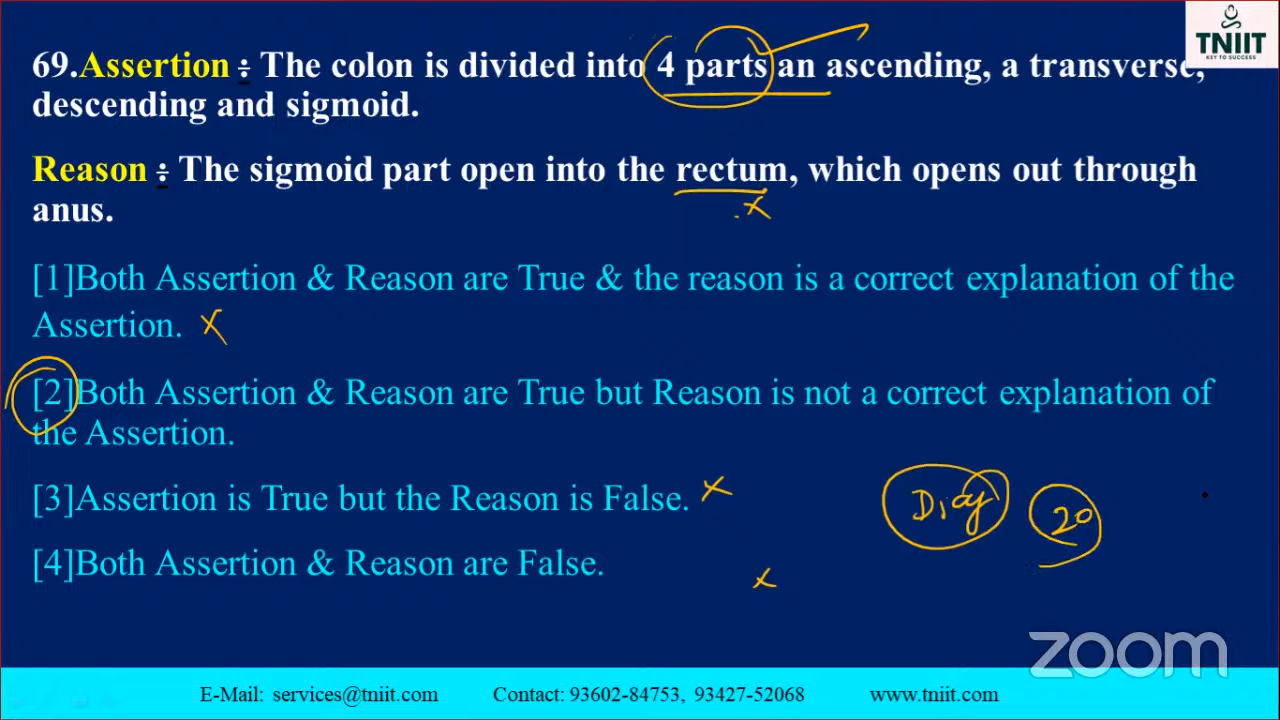 TNIIT
KEY TO SUCCESS
69.Assertion : The colon is divided into 4 parts an ascending, a transverse,
descending and sigmoid.
Reason : The sigmoid part open into the rectum, which opens out through
anus.
[1]Both Assertion & Reason are True & the reason is a correct explanation of the
Assertion.
[2]Both Assertion & Reason are True but Reason is not a correct explanation of
the Assertion.
[3]Assertion is True but the Reason is False.
20
[4]Both Assertion & Reason are False.
zoom
E-Mail: services@tniit.com Contact: 93602-84753, 93427-52068 www.tniit.com